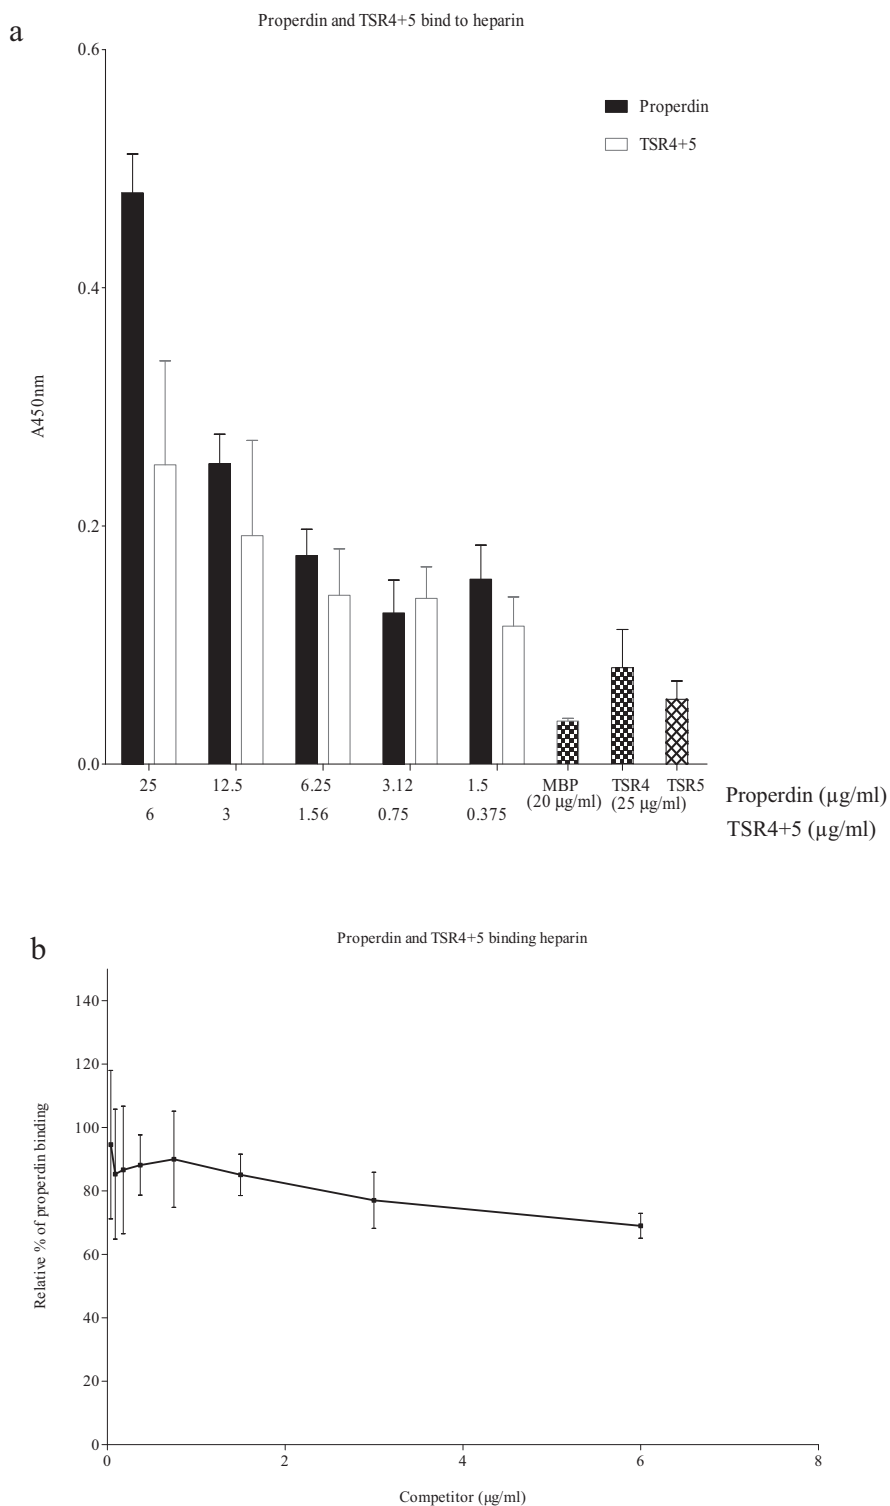 a
Properdin and TSR4+5 bind to heparin
0.6
Properdin
TSR4+5
0.4
A450nm
0.2
0.0
25 12.5 6.25 3.12 1.5 MBP TSR4 TSR5
(20 µg/ml) (25 µg/ml)
Properdin (µg/ml)
6 3 1.56 0.75 0.375
TSR4+5 (µg/ml)
b
Properdin and TSR4+5 binding heparin
140
120
100
80
60
40
20
0
Relative % of properdin binding
0 2 4 6 8
Competitor (µg/ml)